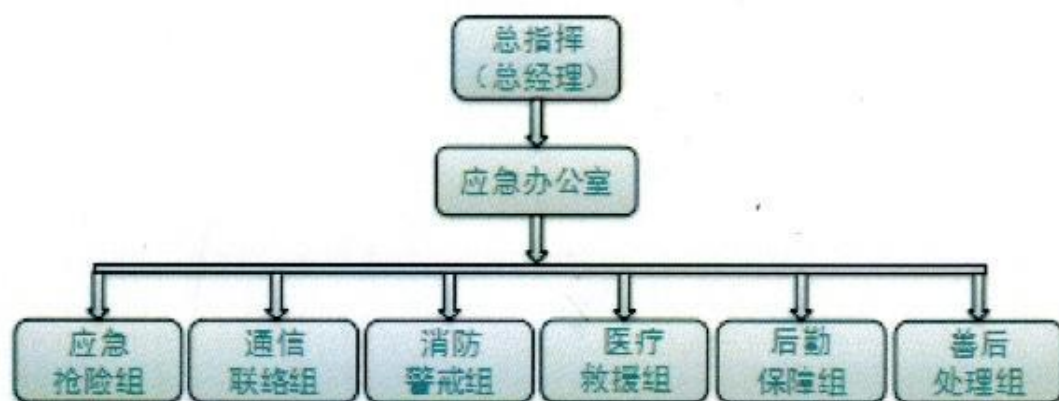 总指挥
（总经理）
应急办公室
应急
抢险组
通信
联络组
消防
警戒组
医疗
救援组
后勤
保障组
善后
处理组